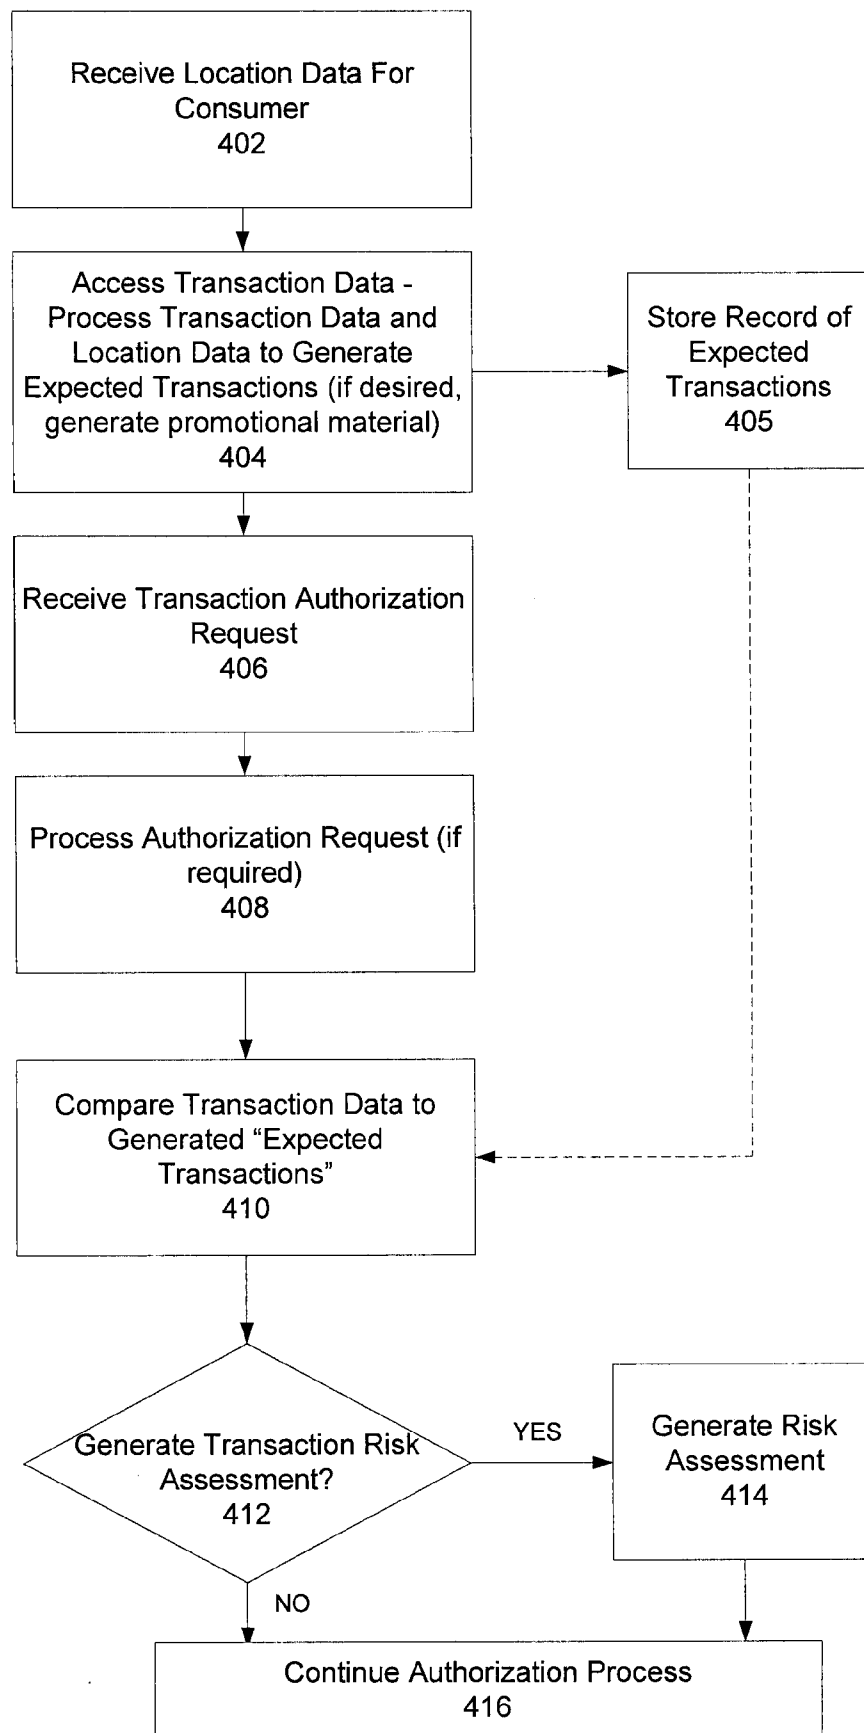 Receive Location Data For
Consumer
402
Access Transaction Data -
Process Transaction Data and
Location Data to Generate
Expected Transactions (if desired,
generate promotional material)
404
Store Record of
Expected
Transactions
405
Receive Transaction Authorization
Request
406
Process Authorization Request (if
required)
408
Compare Transaction Data to
Generated “Expected
Transactions”
410
Generate Transaction Risk
Assessment?
412
YES
Generate Risk
Assessment
414
NO
Continue Authorization Process
416